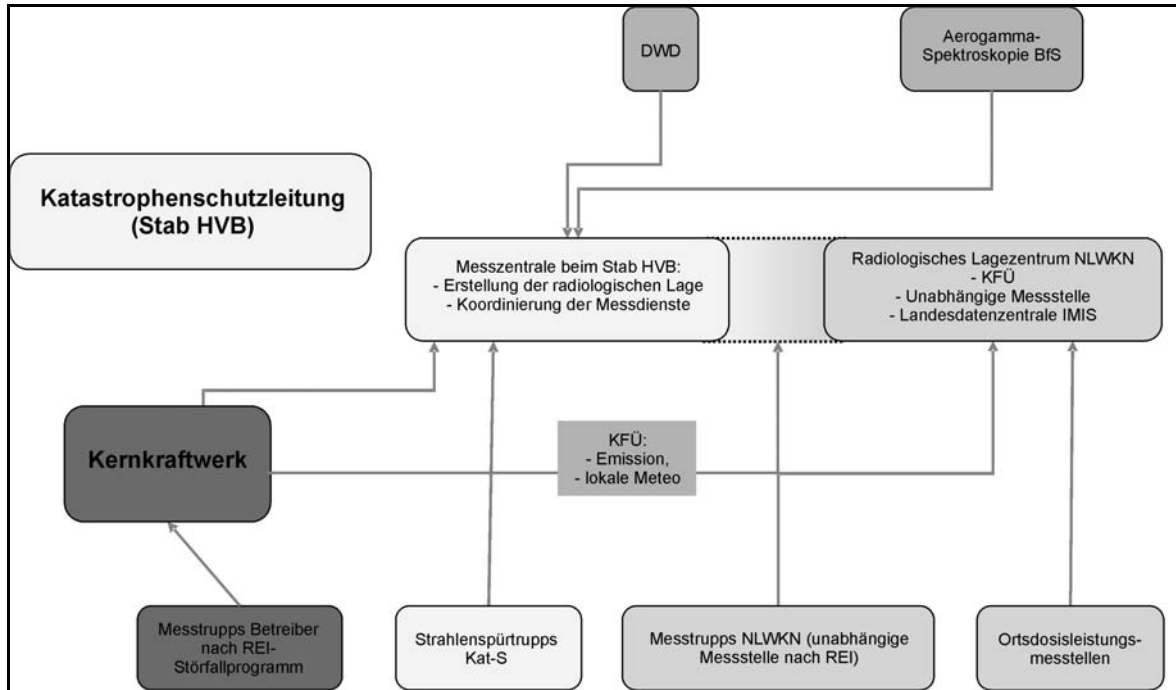 DWD
Aerogamma-
Spektroskopie BfS
Katastrophenschutzleitung
(Stab HVB)
Messzentrale beim Stab HVB:
- Erstellung der radiologischen Lage
- Koordinierung der Messdienste
Radiologisches Lagezentrum NLWKN
- KFÜ
- Unabhängige Messstelle
- Landesdatenzentrale IMIS
Kernkraftwerk
KFÜ:
- Emission,
- lokale Meteo
Messtrupps Betreiber
nach REI-
Störfallprogramm
Strahlenspürtrupps
Kat-S
Messtrupps NLWKN (unabhängige
Messstelle nach REI)
Ortsdosisleistungs-
messtellen